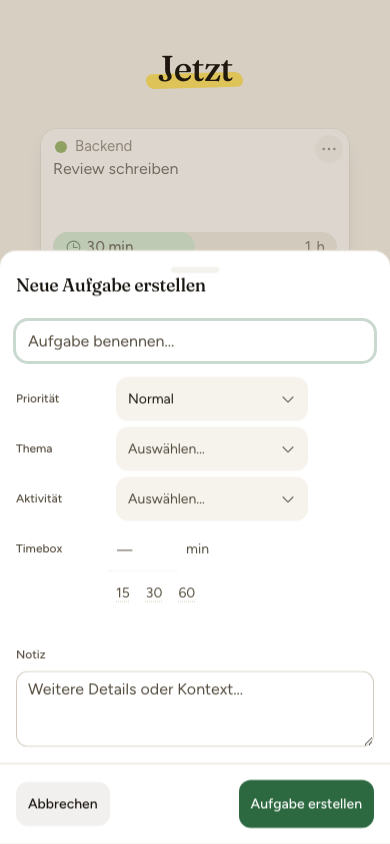 Jetzt
Backend
Review schreiben
30 min 1 h
Neue Aufgabe erstellen
Aufgabe benennen...
Priorität Normal
Thema Auswählen...
Aktivität Auswählen...
Timebox — min
15 30 60
Notiz
Weitere Details oder Kontext...
Abbrechen Aufgabe erstellen